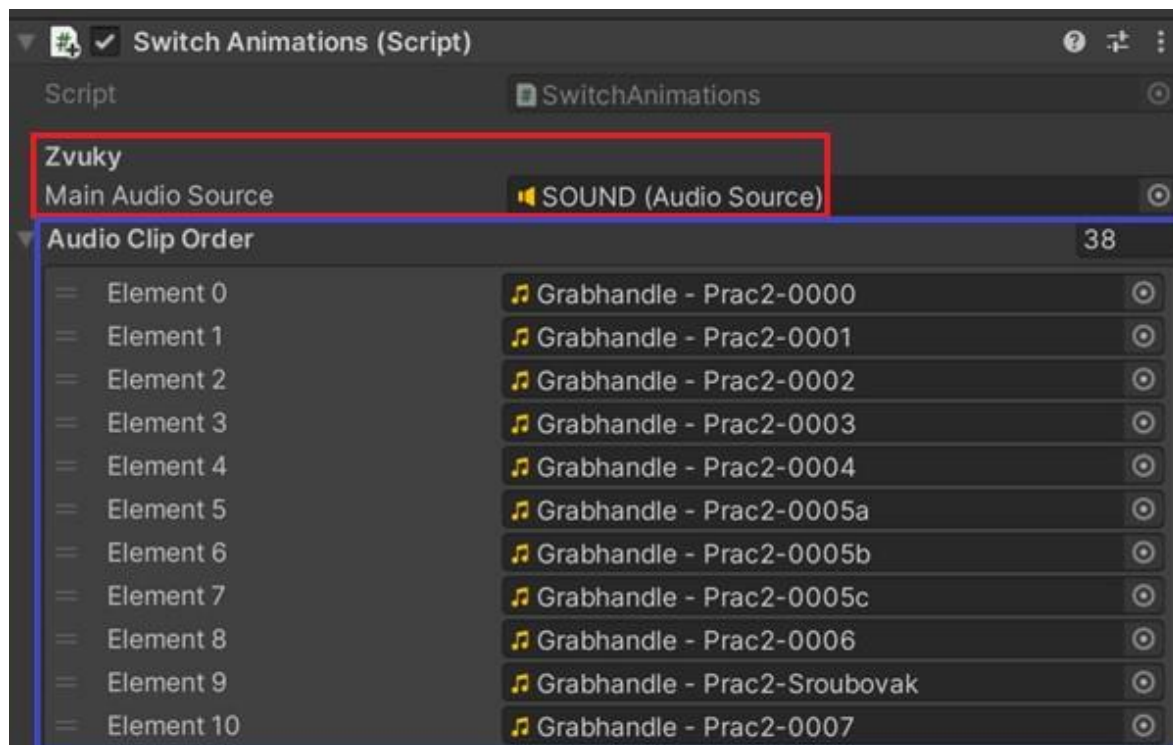 Switch Animations (Script)
Script SwitchAnimations
Zvuky
Main Audio Source SOUND (Audio Source)
Audio Clip Order 38
Element 0 Grabhandle - Prac2-0000
Element 1 Grabhandle - Prac2-0001
Element 2 Grabhandle - Prac2-0002
Element 3 Grabhandle - Prac2-0003
Element 4 Grabhandle - Prac2-0004
Element 5 Grabhandle - Prac2-0005a
Element 6 Grabhandle - Prac2-0005b
Element 7 Grabhandle - Prac2-0005c
Element 8 Grabhandle - Prac2-0006
Element 9 Grabhandle - Prac2-Sroubovak
Element 10 Grabhandle - Prac2-0007